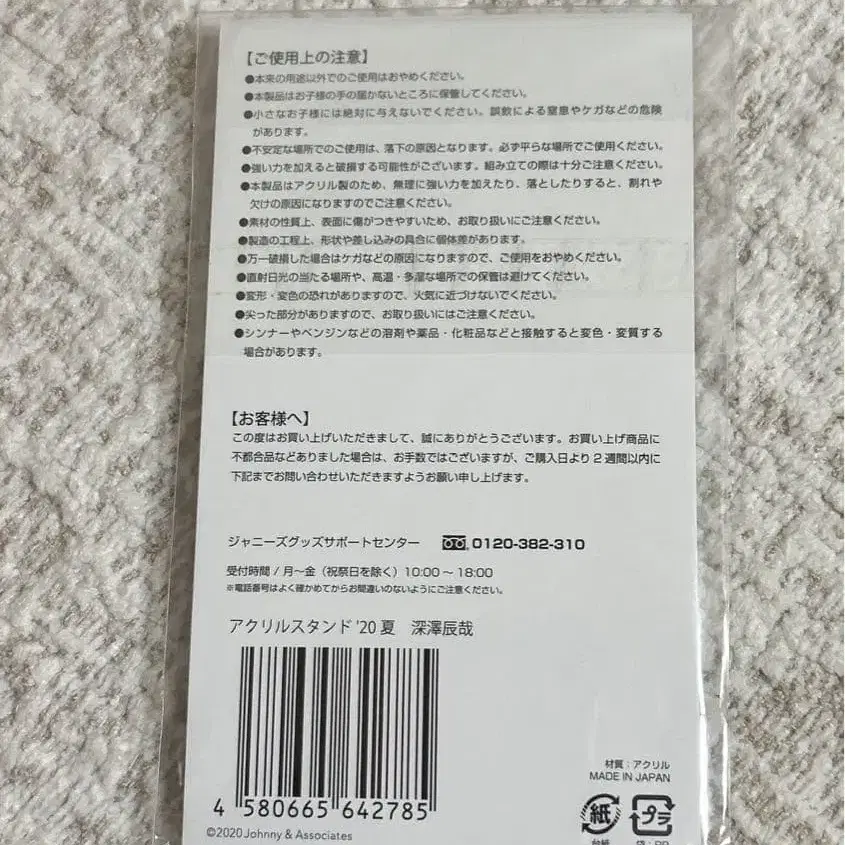 【ご使用上の注意】
●本来の用途以外でのご使用はおやめください。
●本製品はお子様の手の届かないところに保管してください。
●小さなお子様には絶対に与えないでください。誤飲による窒息やケガなどの危険
があります。
●不安定な場所でのご使用は、落下の原因となります。必ず平らな場所でご使用ください。
●強い力を加えると破損する可能性がございます。組み立ての際は十分ご注意ください。
●本製品はアクリル製のため、無理に強い力を加えたり、落としたりすると、割れや
欠けの原因になりますのでご注意ください。
●素材の性質上、表面に傷がつきやすいため、お取り扱いにご注意ください。
●製造の工程上、形状や差し込みの具合に個体差があります。
●万一破損した場合はケガなどの原因になりますので、ご使用をおやめください。
●直射日光の当たる場所や、高温・多湿な場所での保管は避けてください。
●変形・変色の恐れがありますので、火気に近づけないでください。
●尖った部分がありますので、お取り扱いにはご注意ください。
●シンナーやベンジンなどの溶剤や薬品・化粧品などと接触すると変色・変質する
場合があります。
【お客様へ】
この度はお買い上げいただきまして、誠にありがとうございます。お買い上げ商品に
不都合品などありました場合は、お手数ではございますが、ご購入日より2週間以内に
下記までお問い合わせいただきますようお願い申し上げます。
ジャニーズグッズサポートセンター 0120-382-310
受付時間 / 月〜金（祝祭日を除く）10:00〜18:00
※電話番号はよく確かめてからお間違いのないようにご注意ください。
アクリルスタンド '20 夏 深澤辰哉
4 580665 642785
©2020 Johnny & Associates
材質：アクリル
MADE IN JAPAN
紙 プラ